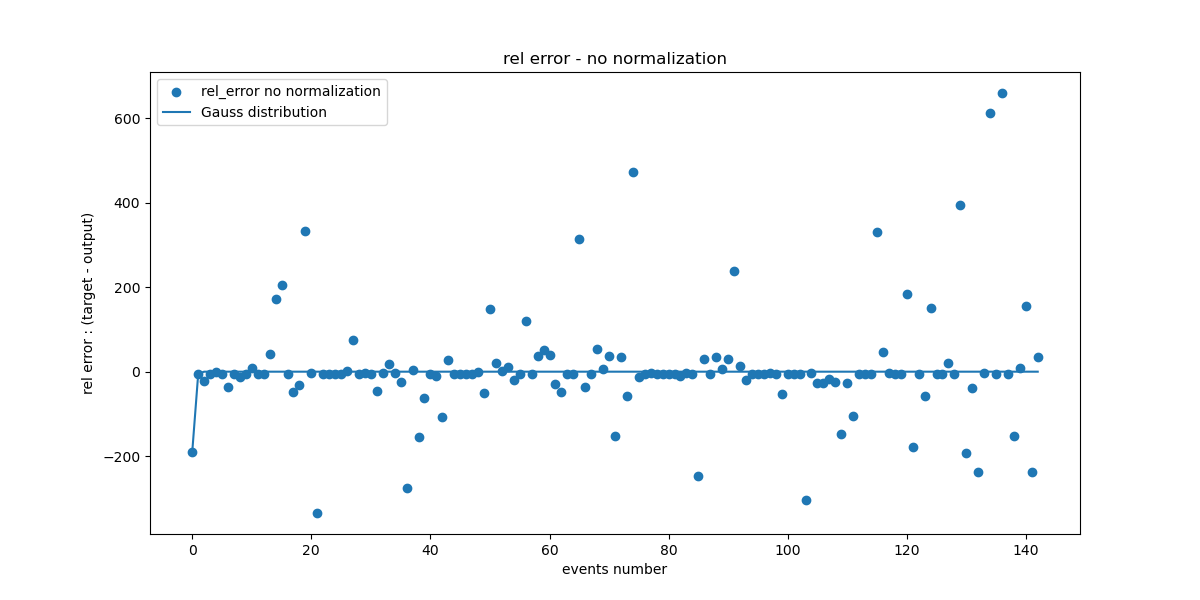 rel error - no normalization
rel_error no normalization
Gauss distribution
rel error : (target - output)
600
400
200
0
−200
0 20 40 60 80 100 120 140
events number